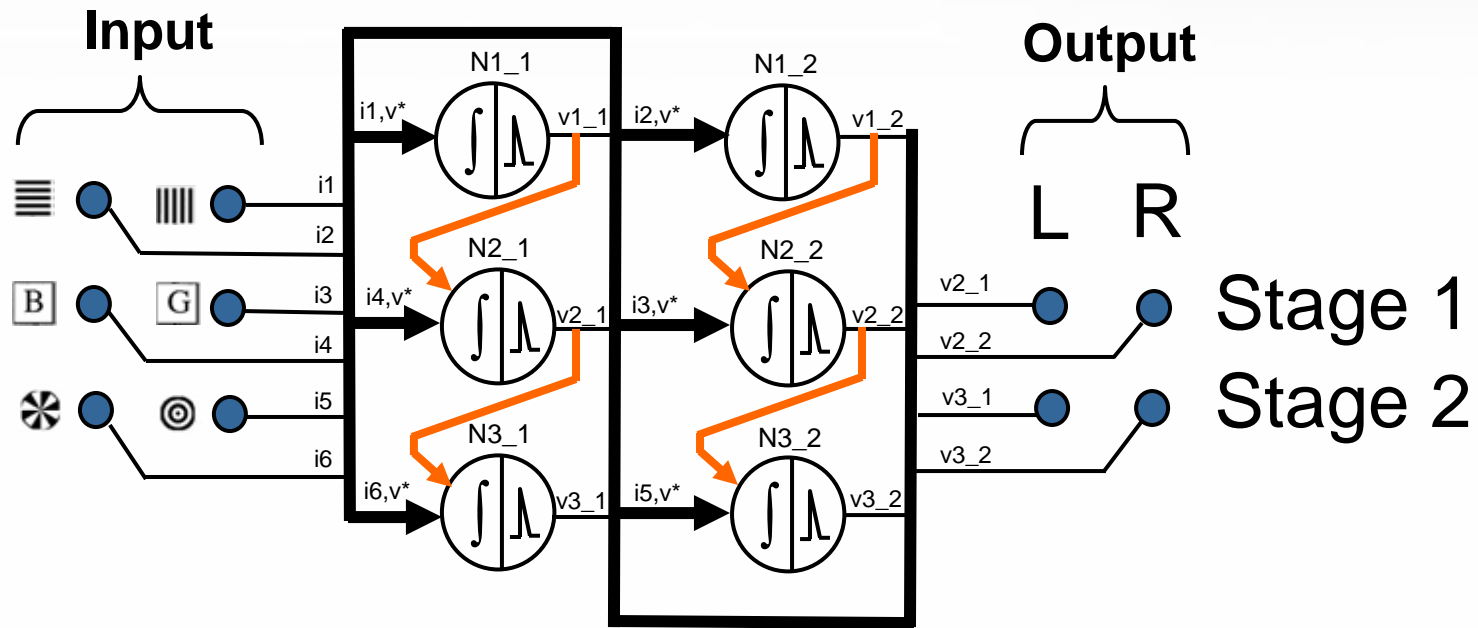 Input
Output
N1_1
N1_2
i1,v*
v1_1
i2,v*
v1_2
i1
i2
L R
N2_1
N2_2
B
G
i3
i4,v*
v2_1
i3,v*
v2_2
v2_1
Stage 1
i4
v2_2
i5
v3_1
Stage 2
N3_1
N3_2
i6
v3_2
i6,v*
v3_1
i5,v*
v3_2